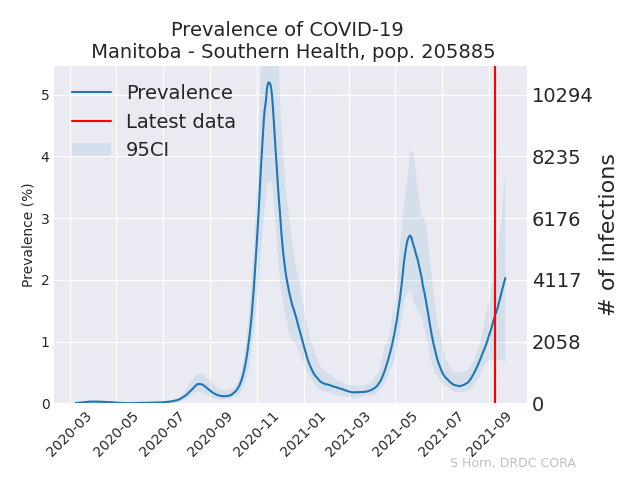 Prevalence of COVID-19
Manitoba - Southern Health, pop. 205885
Prevalence
Latest data
95CI
Prevalence (%)
5
4
3
2
1
0
10294
8235
6176
4117
2058
0
# of infections
2020-03
2020-05
2020-07
2020-09
2020-11
2021-01
2021-03
2021-05
2021-07
2021-09
S Horn, DRDC CORA